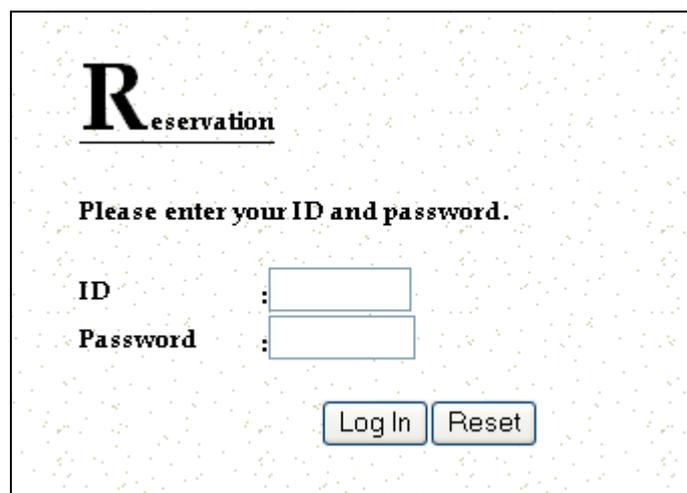 Reservation
Please enter your ID and password.
ID :
Password :
Log In Reset